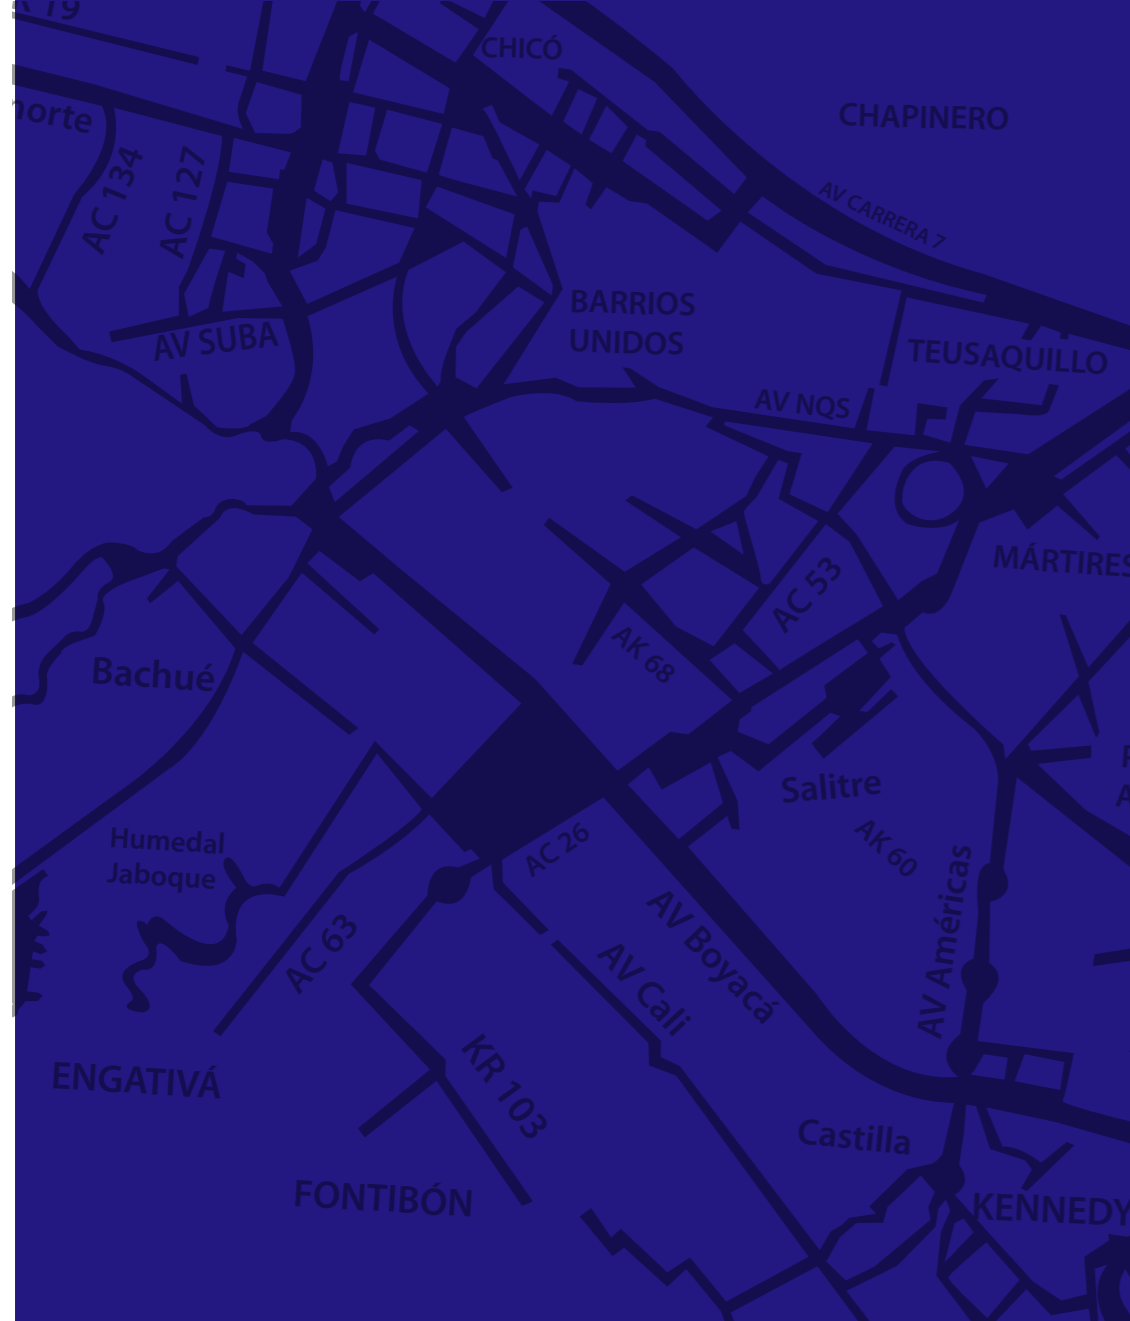 CHICÓ
CHAPINERO
norte
AC 134
AC 127
AV CARRERA 7
BARRIOS
UNIDOS
AV SUBA
TEUSAQUILLO
AV NQS
MÁRTIRES
AC 53
AK 68
Bachué
Salitre
Humedal
Jaboque
AC 26
AK 60
AV Américas
AV Boyacá
AC 63
AV Cali
KR 103
ENGATIVÁ
Castilla
FONTIBÓN
KENNEDY